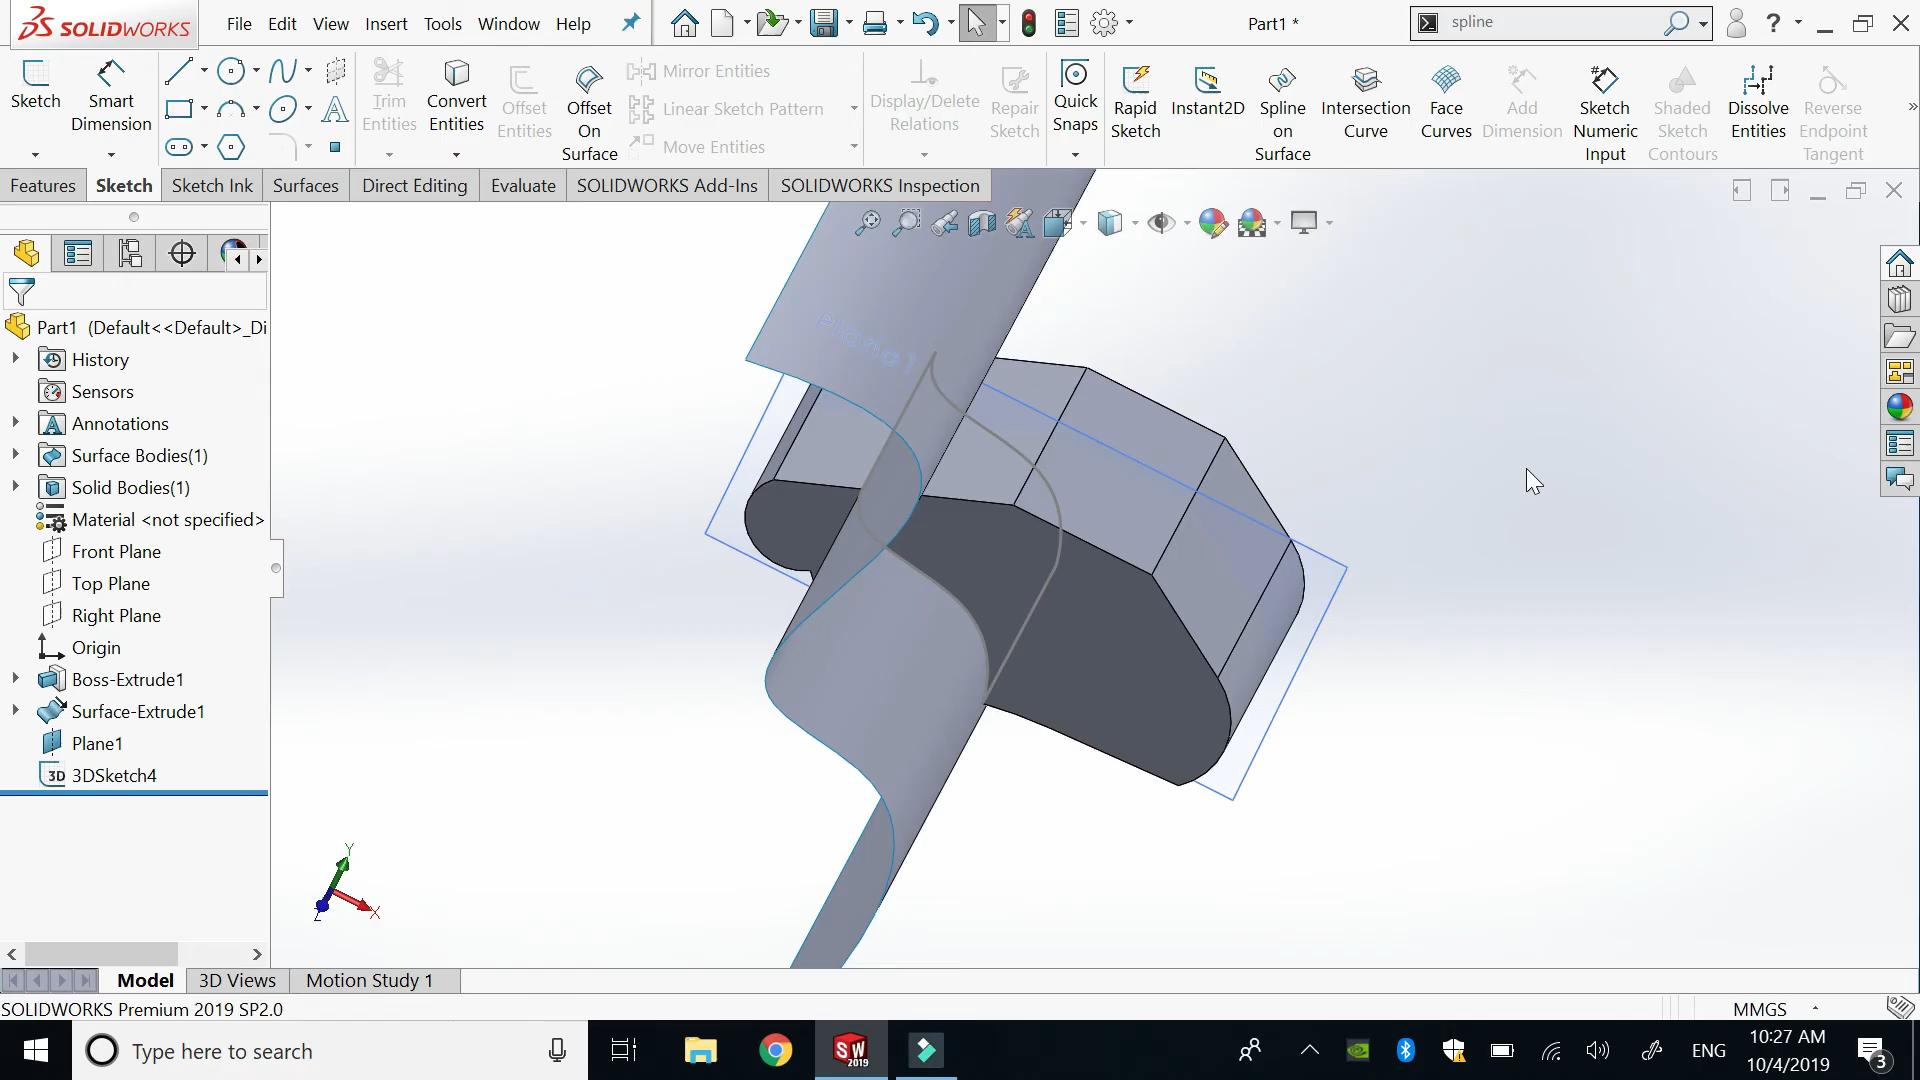 SOLIDWORKS File Edit View Insert Tools Window Help Part1 * spline ?
Sketch Smart Dimension Trim Entities Convert Entities Offset Entities Offset On Surface Mirror Entities Linear Sketch Pattern Move Entities Display/Delete Relations Repair Sketch Quick Snaps Rapid Sketch Instant2D Spline on Surface Intersection Curve Face Curves Add Dimension Sketch Numeric Input Shaded Sketch Contours Dissolve Entities Reverse Endpoint Tangent
Features Sketch Sketch Ink Surfaces Direct Editing Evaluate SOLIDWORKS Add-Ins SOLIDWORKS Inspection
Part1 (Default<<Default>_Di
History
Sensors
Annotations
Surface Bodies(1)
Solid Bodies(1)
Material <not specified>
Front Plane
Top Plane
Right Plane
Origin
Boss-Extrude1
Surface-Extrude1
Plane1
3D 3DSketch4
Plane1
Y
X
Z
Model 3D Views Motion Study 1
SOLIDWORKS Premium 2019 SP2.0 MMGS
Type here to search SW 2019 ENG 10:27 AM
10/4/2019 3